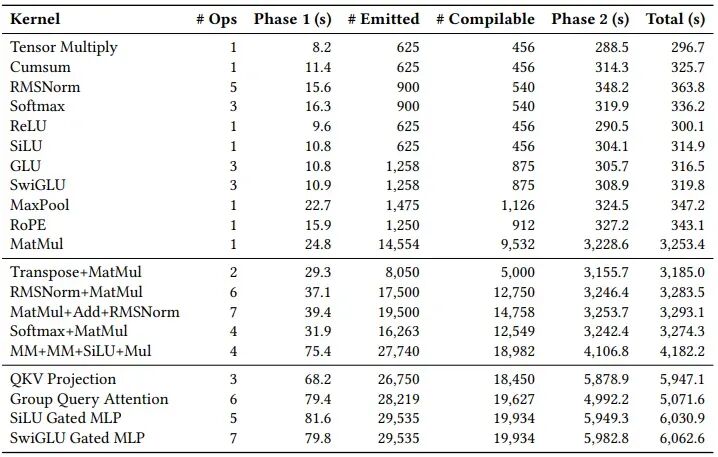 Kernel # Ops Phase 1 (s) # Emitted # Compilable Phase 2 (s) Total (s)
Tensor Multiply 1 8.2 625 456 288.5 296.7
Cumsum 1 11.4 625 456 314.3 325.7
RMSNorm 5 15.6 900 540 348.2 363.8
Softmax 3 16.3 900 540 319.9 336.2
ReLU 1 9.6 625 456 290.5 300.1
SiLU 1 10.8 625 456 304.1 314.9
GLU 3 10.8 1,258 875 305.7 316.5
SwiGLU 3 10.9 1,258 875 308.9 319.8
MaxPool 1 22.7 1,475 1,126 324.5 347.2
RoPE 1 15.9 1,250 912 327.2 343.1
MatMul 1 24.8 14,554 9,532 3,228.6 3,253.4
Transpose+MatMul 2 29.3 8,050 5,000 3,155.7 3,185.0
RMSNorm+MatMul 6 37.1 17,500 12,750 3,246.4 3,283.5
MatMul+Add+RMSNorm 7 39.4 19,500 14,758 3,253.7 3,293.1
Softmax+MatMul 4 31.9 16,263 12,549 3,242.4 3,274.3
MM+MM+SiLU+Mul 4 75.4 27,740 18,982 4,106.8 4,182.2
QKV Projection 3 68.2 26,750 18,450 5,878.9 5,947.1
Group Query Attention 6 79.4 28,219 19,627 4,992.2 5,071.6
SiLU Gated MLP 5 81.6 29,535 19,934 5,949.3 6,030.9
SwiGLU Gated MLP 7 79.8 29,535 19,934 5,982.8 6,062.6